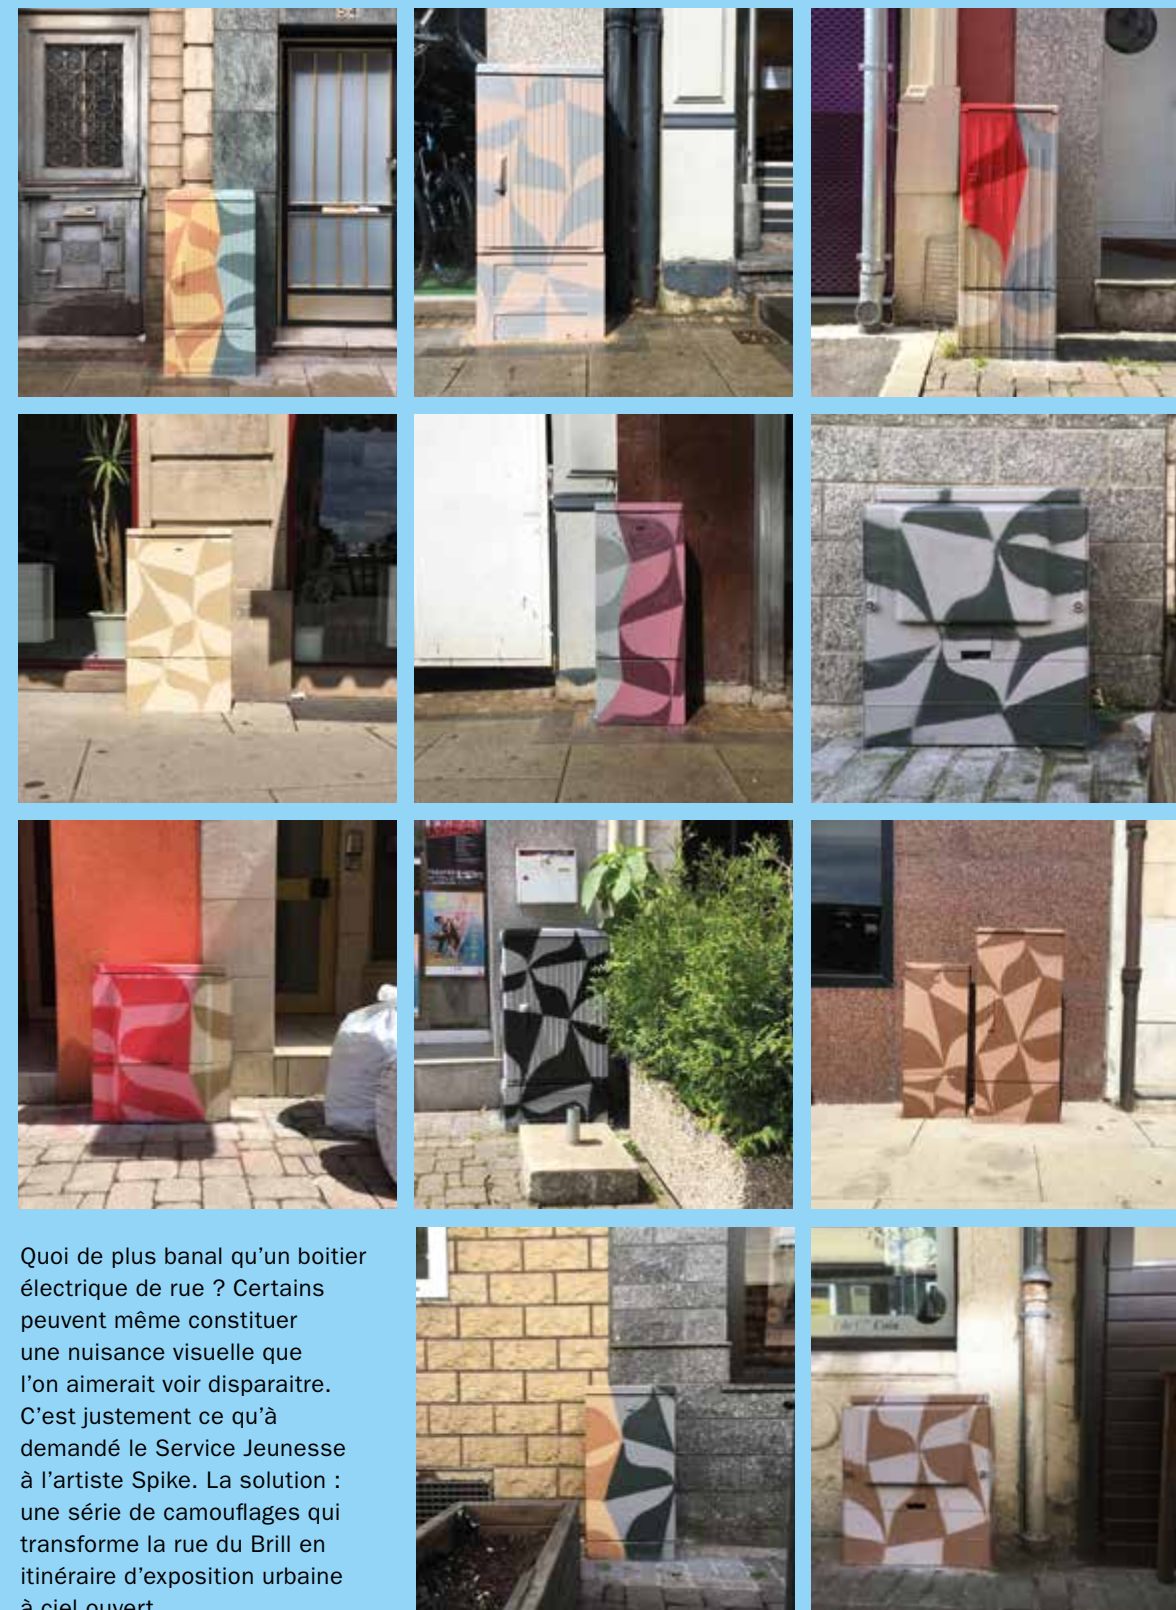 Quoi de plus banal qu’un boitier
électrique de rue ? Certains
peuvent même constituer
une nuisance visuelle que
l’on aimerait voir disparaitre.
C’est justement ce qu’à
demandé le Service Jeunesse
à l’artiste Spike. La solution :
une série de camouflages qui
transforme la rue du Brill en
itinéraire d’exposition urbaine
à ciel ouvert